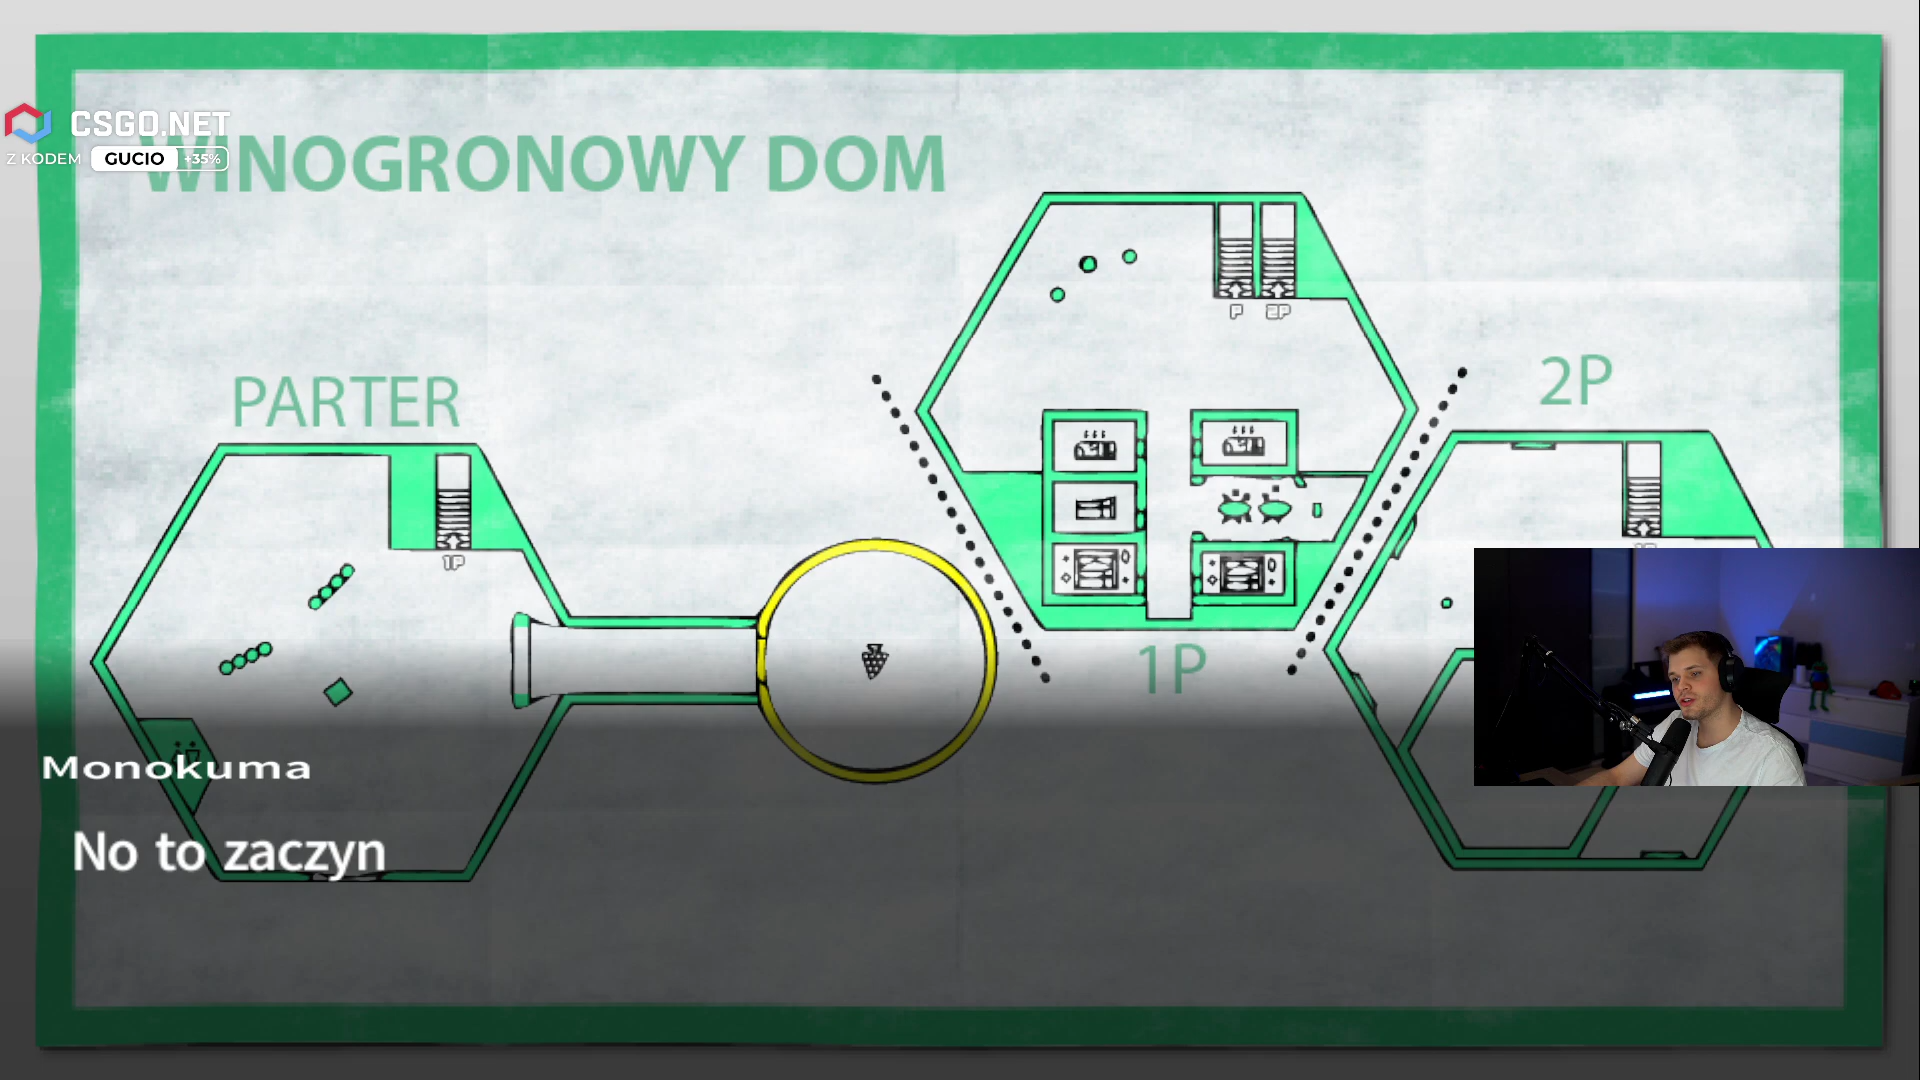 CSGO.NET
Z KODEM GUCIO +35%
WINOGRONOWY DOM
P 2P
2P
PARTER
1P
1P
Monokuma
No to zaczyn